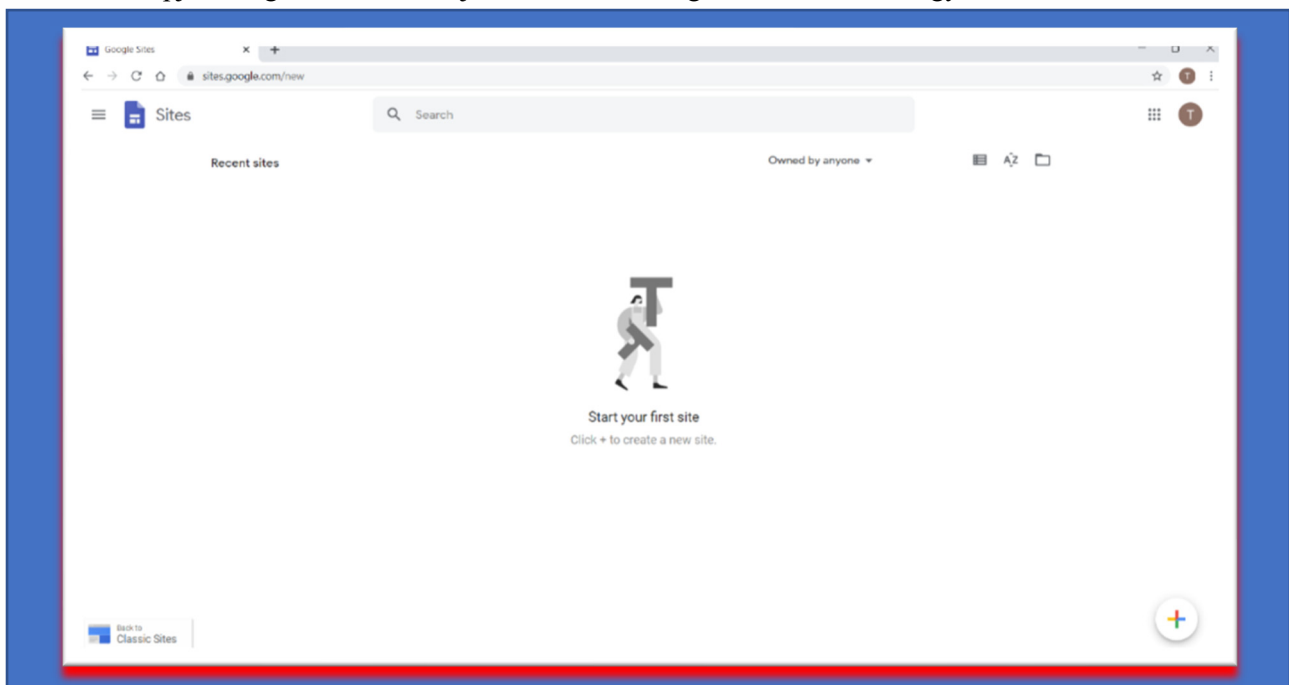 Google Sites
sites.google.com/new
Sites
Search
T
Recent sites
Owned by anyone
AZ
Start your first site
Click + to create a new site.
Back to
Classic Sites